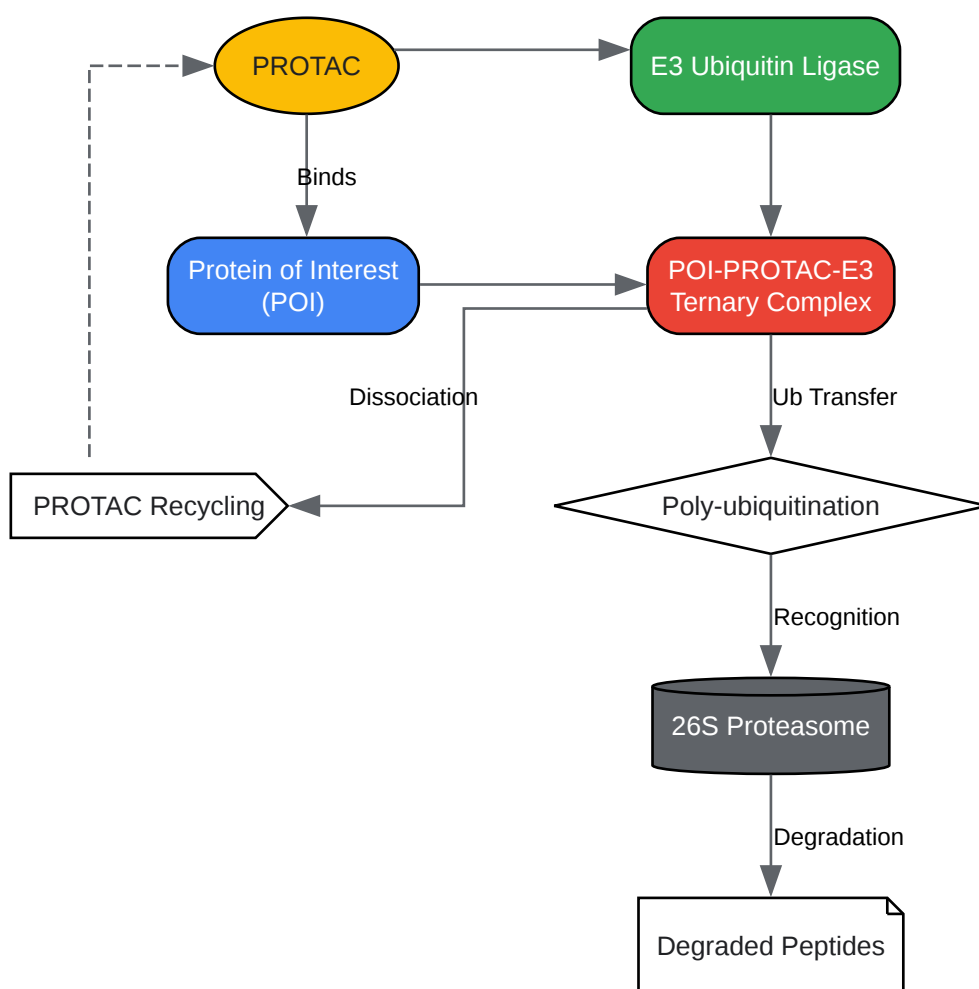 PROTAC
E3 Ubiquitin Ligase
Binds
Protein of Interest
(POI)
POI-PROTAC-E3
Ternary Complex
Dissociation
Ub Transfer
PROTAC Recycling
Poly-ubiquitination
Recognition
26S Proteasome
Degradation
Degraded Peptides